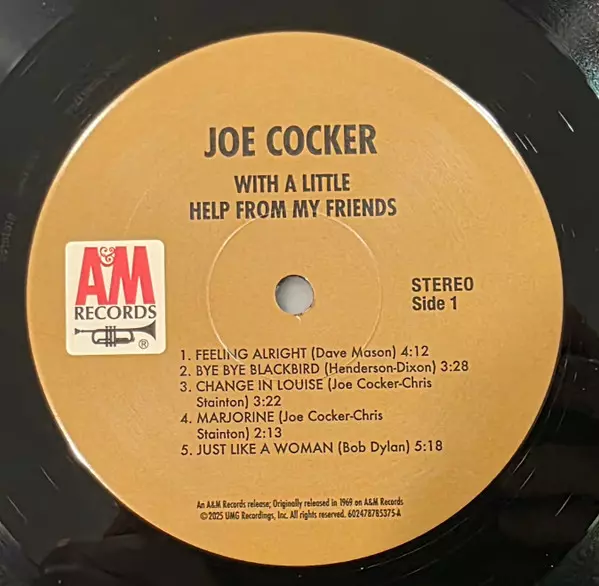 JOE COCKER
WITH A LITTLE
HELP FROM MY FRIENDS
A&M
RECORDS
®
STEREO
Side 1
1. FEELING ALRIGHT (Dave Mason) 4:12
2. BYE BYE BLACKBIRD (Henderson-Dixon) 3:28
3. CHANGE IN LOUISE (Joe Cocker-Chris
Stainton) 3:22
4. MARJORINE (Joe Cocker-Chris
Stainton) 2:13
5. JUST LIKE A WOMAN (Bob Dylan) 5:18
An A&M Records release; Originally released in 1969 on A&M Records
©2025 UMG Recordings, Inc. All rights reserved. 602478785375-A